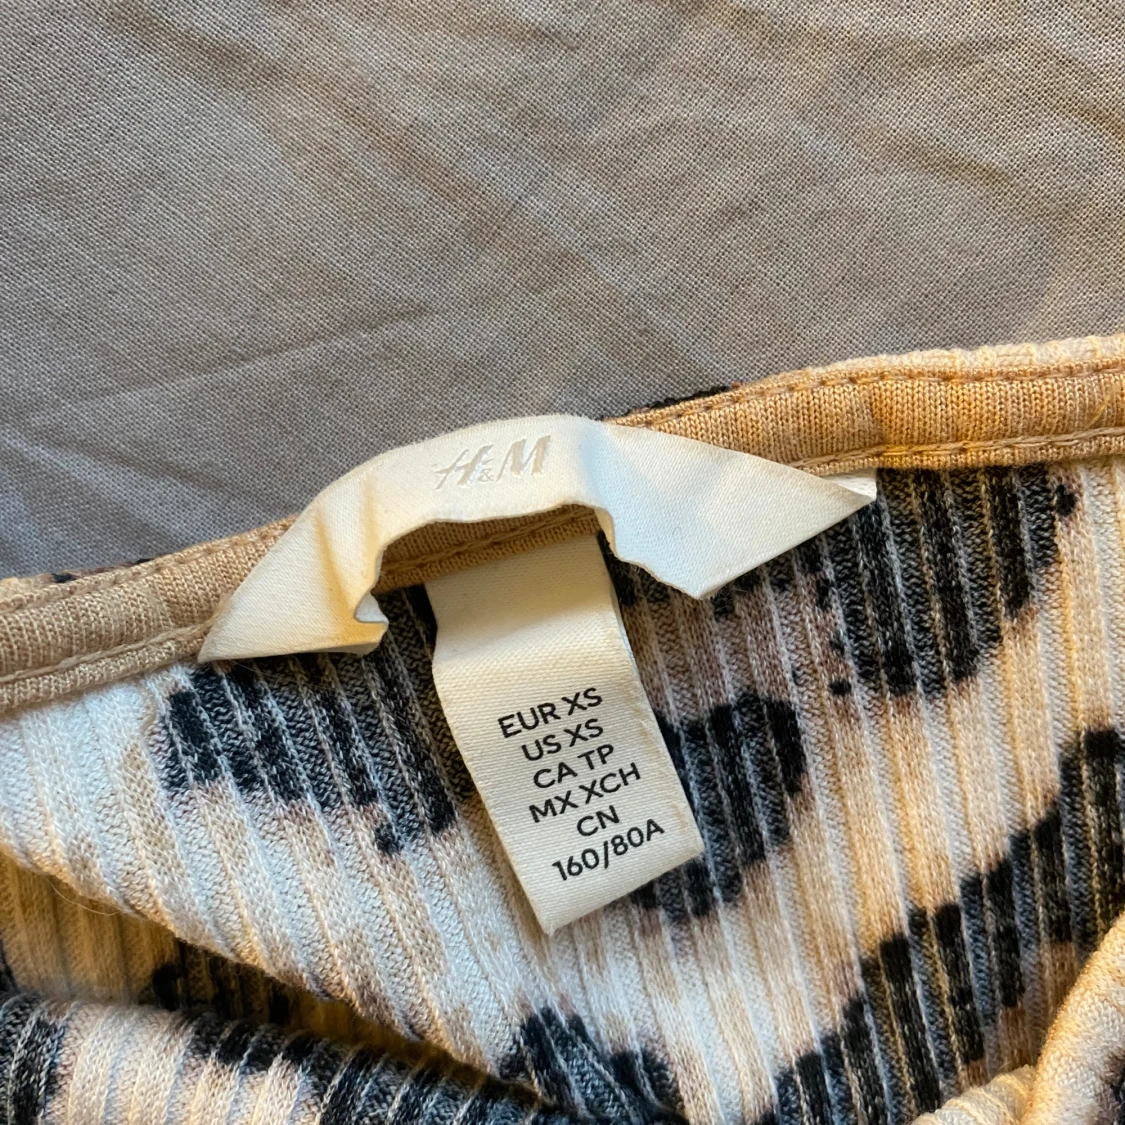 H&M
EUR XS
US XS
CA TP
MX XCH
CN
160/80A